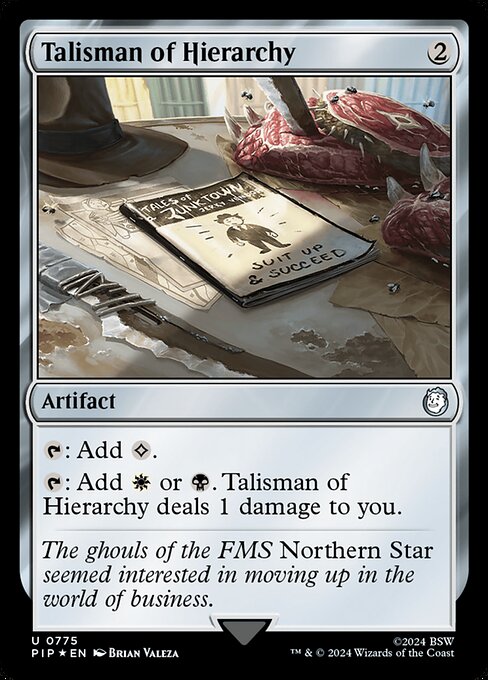 Talisman of Hierarchy 2
TALES OF
JUNKTOWN
SUIT UP
& SUCCEED
Artifact
: Add .
: Add or . Talisman of
Hierarchy deals 1 damage to you.
The ghouls of the FMS Northern Star
seemed interested in moving up in the
world of business.
U 0775
PIP ★ EN Brian Valeza
©2024 BSW
™ & © 2024 Wizards of the Coast